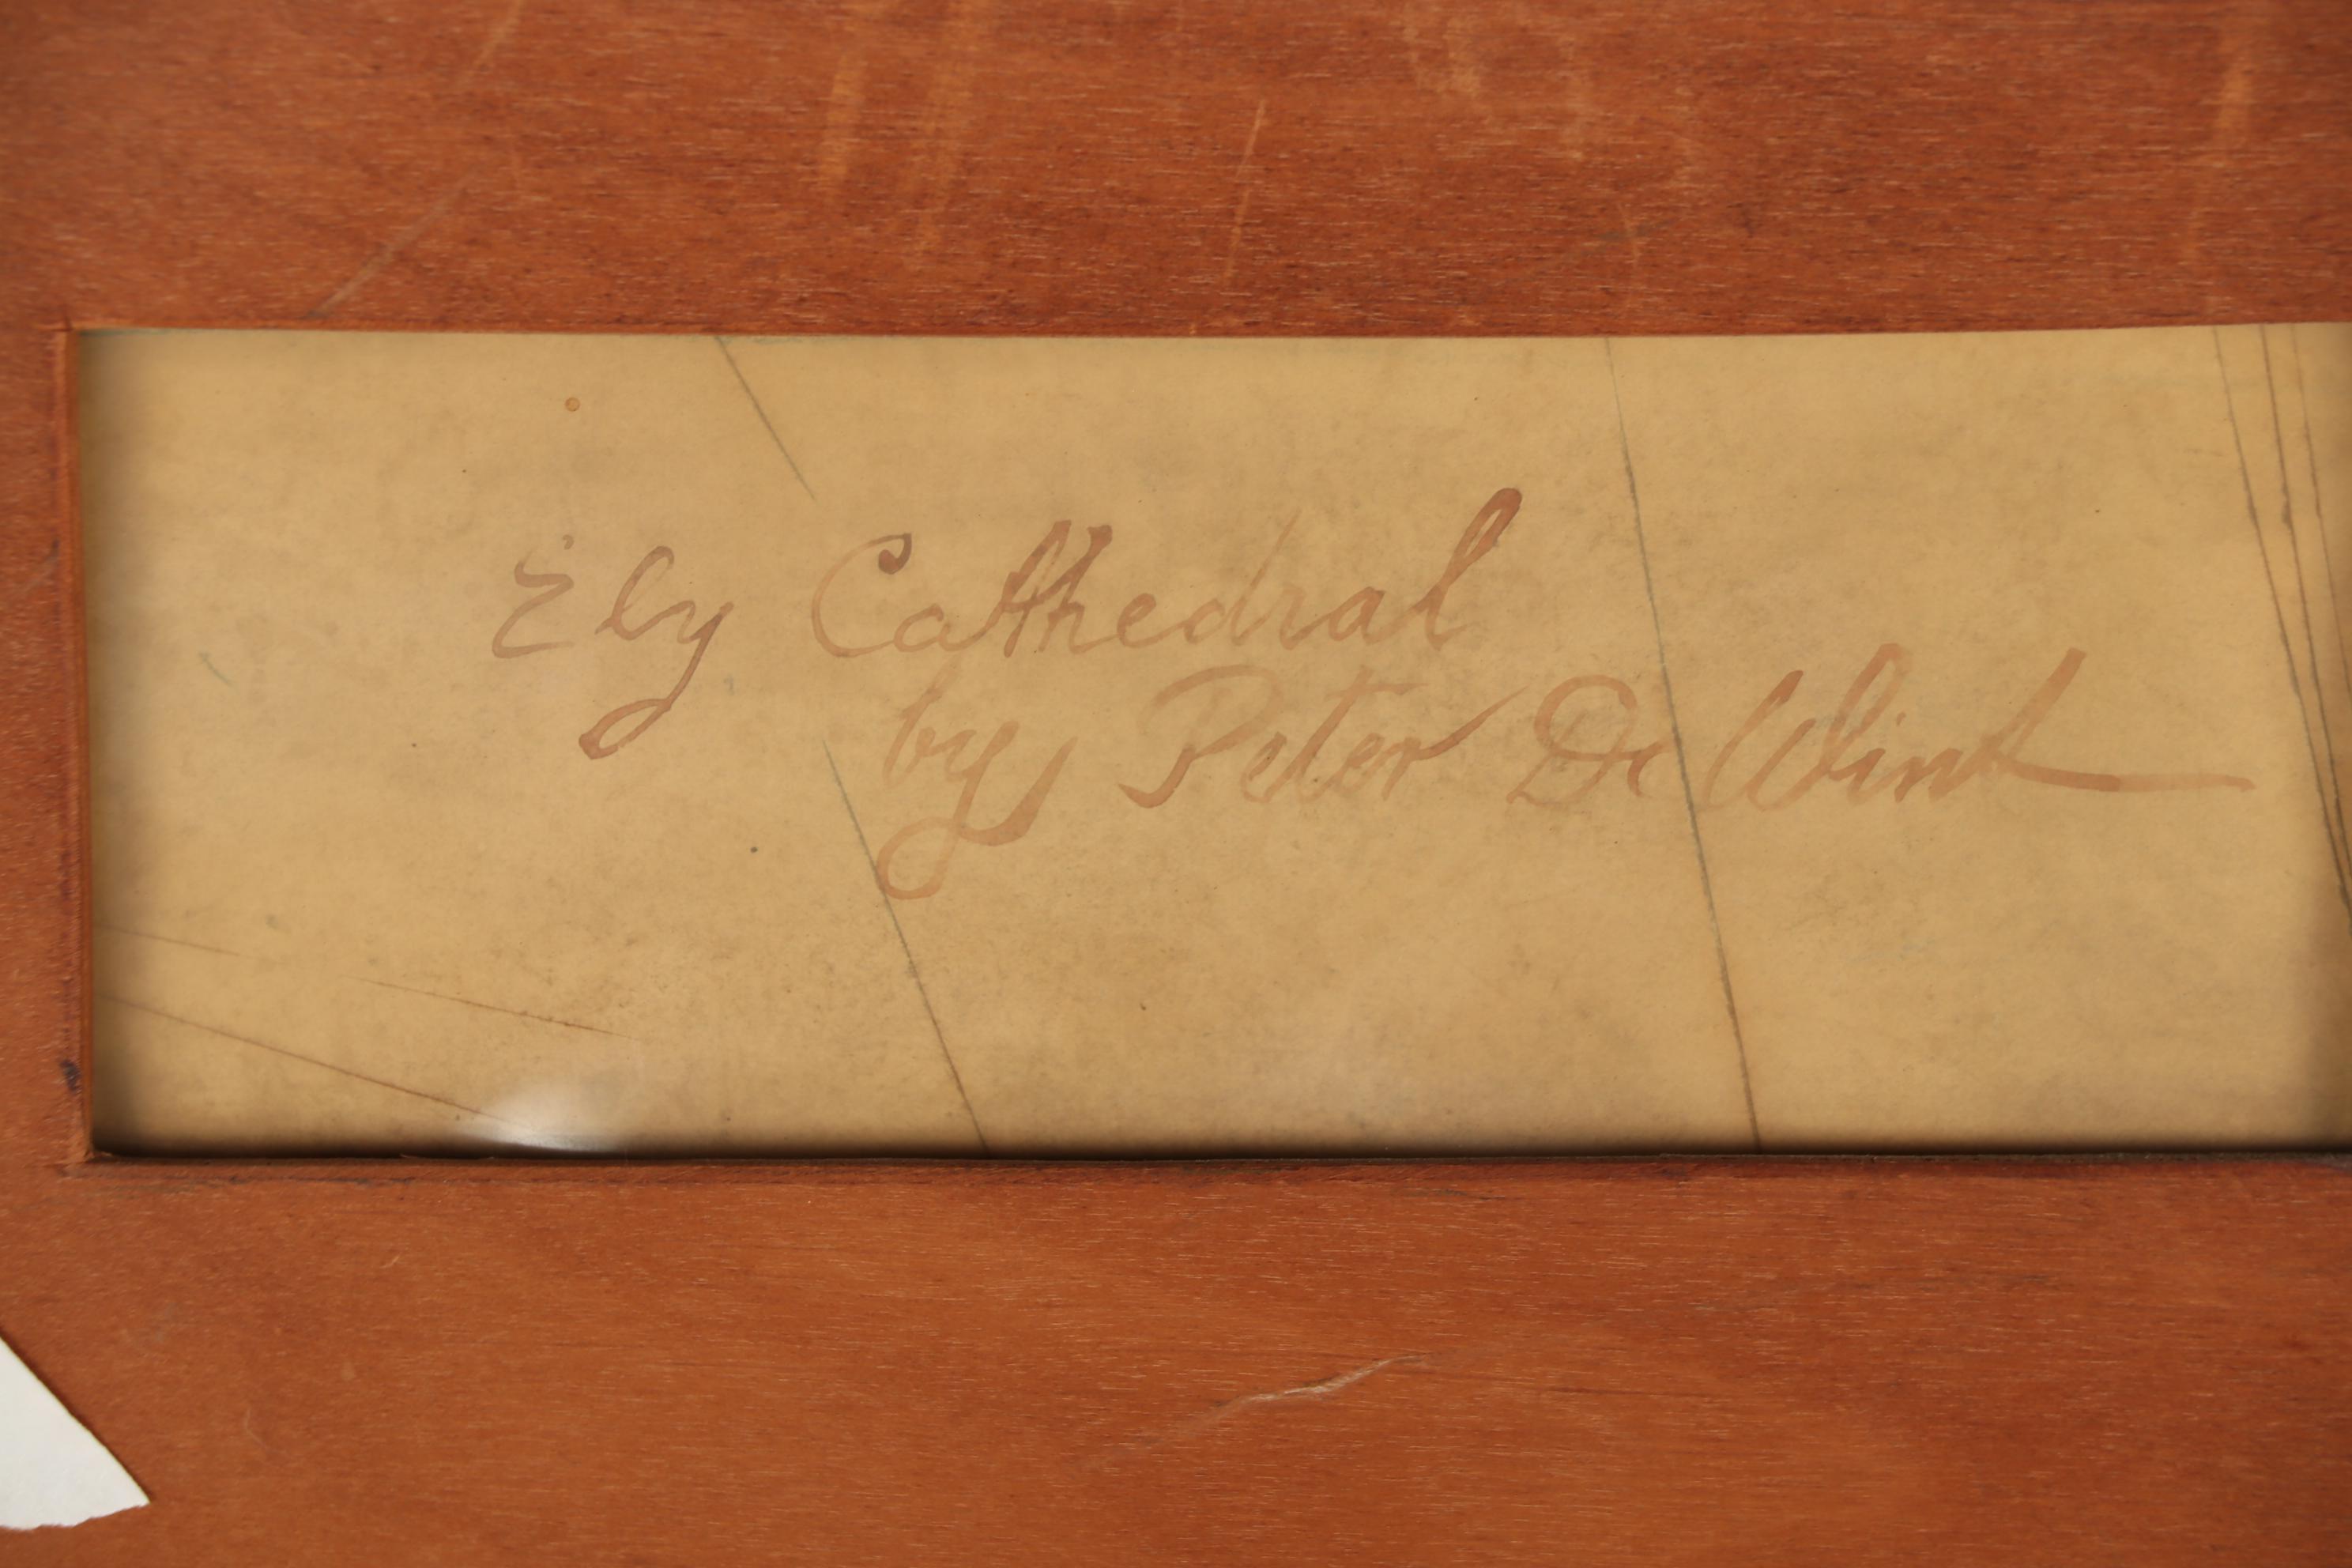 Ely Cathedral
by Peter De Wint